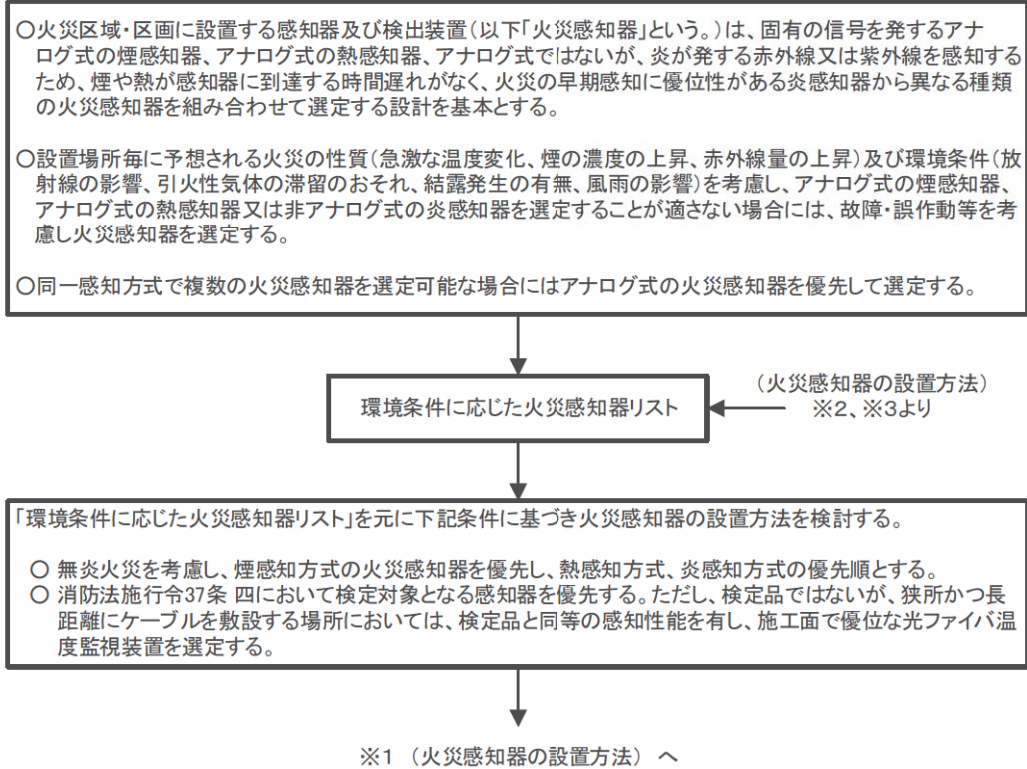 ○火災区域・区画に設置する感知器及び検出装置(以下「火災感知器」という。)は、固有の信号を発するアナ
ログ式の煙感知器、アナログ式の熱感知器、アナログ式ではないが、炎が発する赤外線又は紫外線を感知する
ため、煙や熱が感知器に到達する時間遅れがなく、火災の早期感知に優位性がある炎感知器から異なる種類
の火災感知器を組み合わせて選定する設計を基本とする。
○設置場所毎に予想される火災の性質(急激な温度変化、煙の濃度の上昇、赤外線量の上昇)及び環境条件(放
射線の影響、引火性気体の滞留のおそれ、結露発生の有無、風雨の影響)を考慮し、アナログ式の煙感知器、
アナログ式の熱感知器又は非アナログ式の炎感知器を選定することが適さない場合には、故障・誤作動等を考
慮し火災感知器を選定する。
○同一感知方式で複数の火災感知器を選定可能な場合にはアナログ式の火災感知器を優先して選定する。
環境条件に応じた火災感知器リスト
(火災感知器の設置方法)
※2、※3より
「環境条件に応じた火災感知器リスト」を元に下記条件に基づき火災感知器の設置方法を検討する。
○ 無炎火災を考慮し、煙感知方式の火災感知器を優先し、熱感知方式、炎感知方式の優先順とする。
○ 消防法施行令37条 四において検定対象となる感知器を優先する。ただし、検定品ではないが、狭所かつ長
距離にケーブルを敷設する場所においては、検定品と同等の感知性能を有し、施工面で優位な光ファイバ温
度監視装置を選定する。
※1 (火災感知器の設置方法) へ